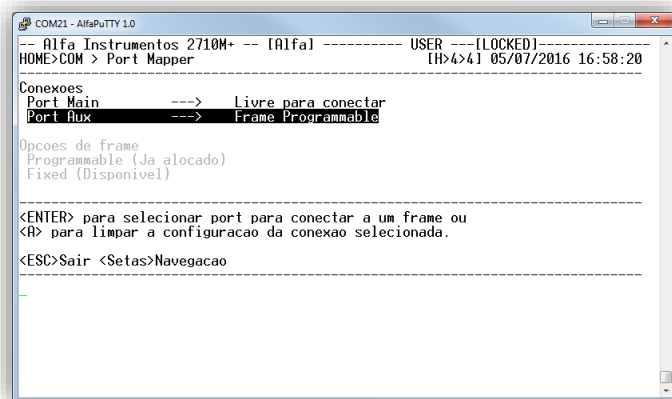 COM21 - AlfaPuTTY 1.0
-- Alfa Instrumentos 2710M+ -- [Alfa] ---------- USER ---[LOCKED]--------------
HOME>COM > Port Mapper [H>4>4] 05/07/2016 16:58:20
Conexoes
Port Main ---> Livre para conectar
Port Aux ---> Frame Programmable
Opcoes de frame
Programmable (Ja alocado)
Fixed (Disponivel)
<ENTER> para selecionar port para conectar a um frame ou
<A> para limpar a configuracao da conexao selecionada.
<ESC>Sair <Setas>Navegacao